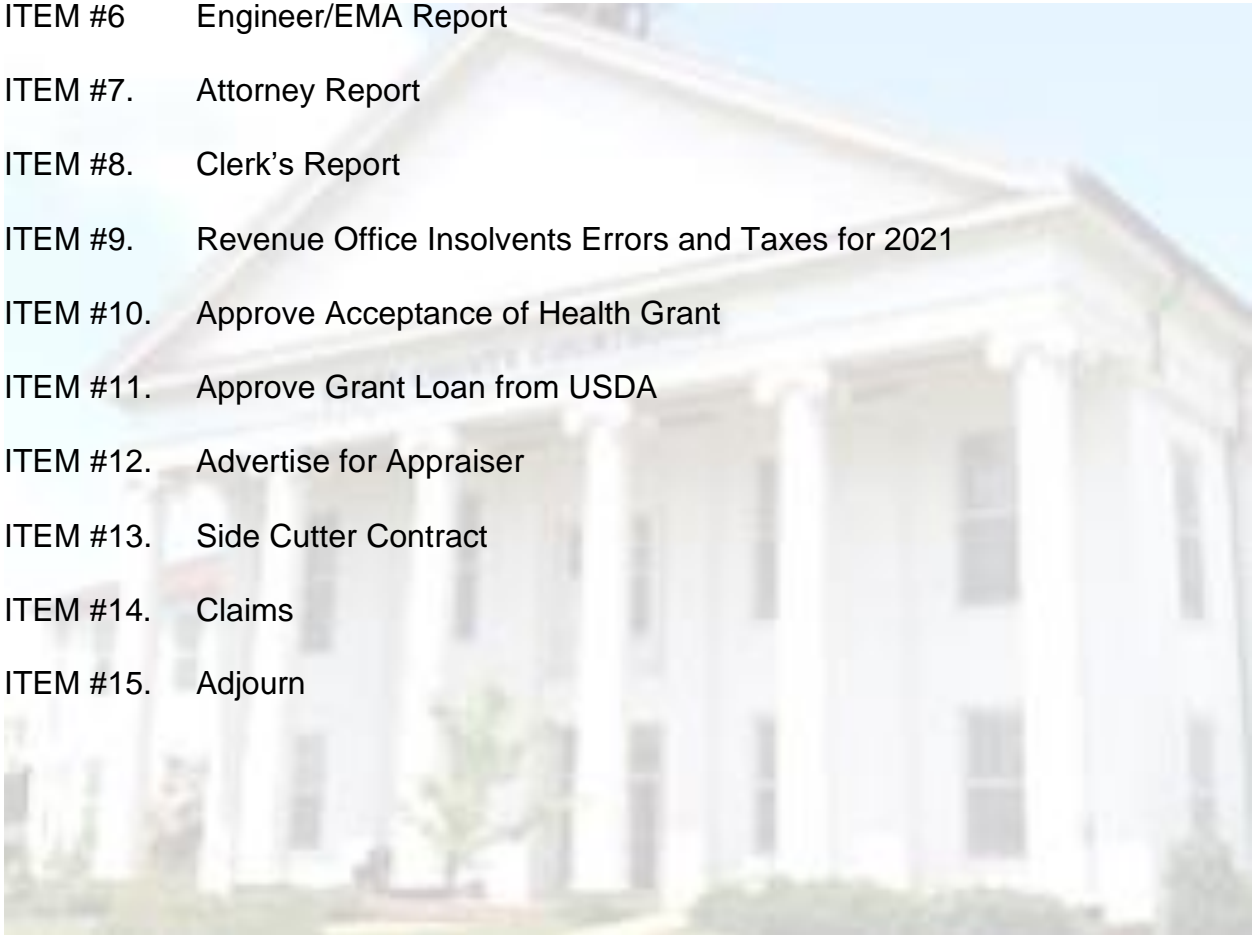 ITEM #6 Engineer/EMA Report
ITEM #7. Attorney Report
ITEM #8. Clerk’s Report
ITEM #9. Revenue Office Insolvents Errors and Taxes for 2021
ITEM #10. Approve Acceptance of Health Grant
ITEM #11. Approve Grant Loan from USDA
ITEM #12. Advertise for Appraiser
ITEM #13. Side Cutter Contract
ITEM #14. Claims
ITEM #15. Adjourn